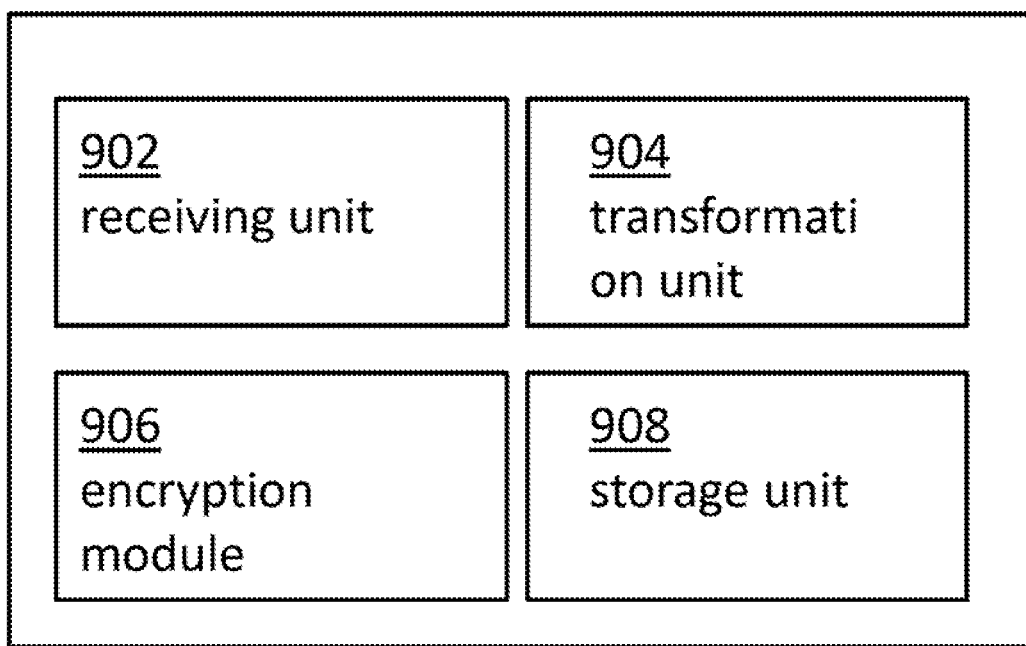 902
receiving unit
904
transformati
on unit
906
encryption
module
908
storage unit